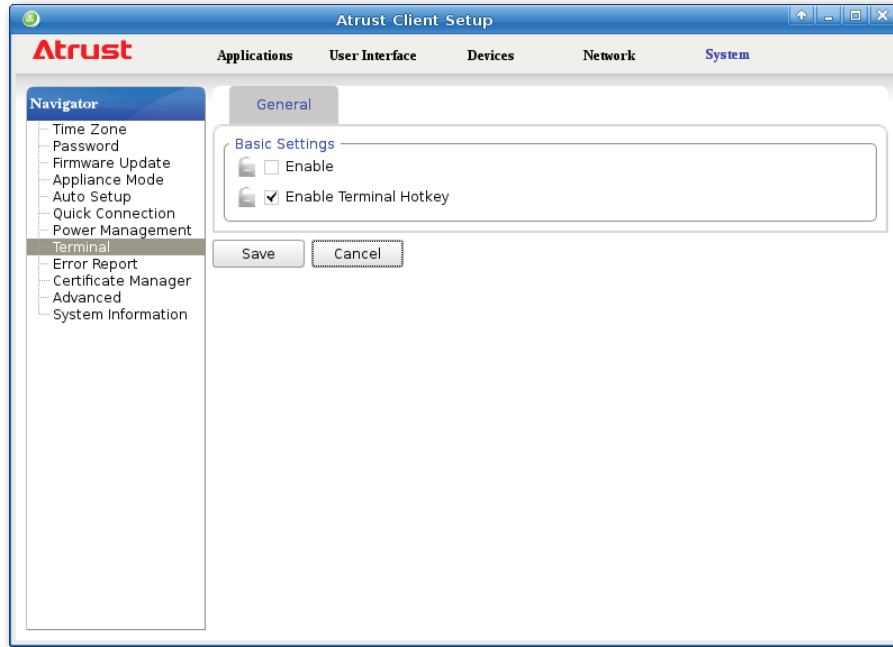 Atrust Client Setup
Atrust
Applications User Interface Devices Network System
Navigator
Time Zone
Password
Firmware Update
Appliance Mode
Auto Setup
Quick Connection
Power Management
Terminal
Error Report
Certificate Manager
Advanced
System Information
General
Basic Settings
Enable
Enable Terminal Hotkey
Save Cancel